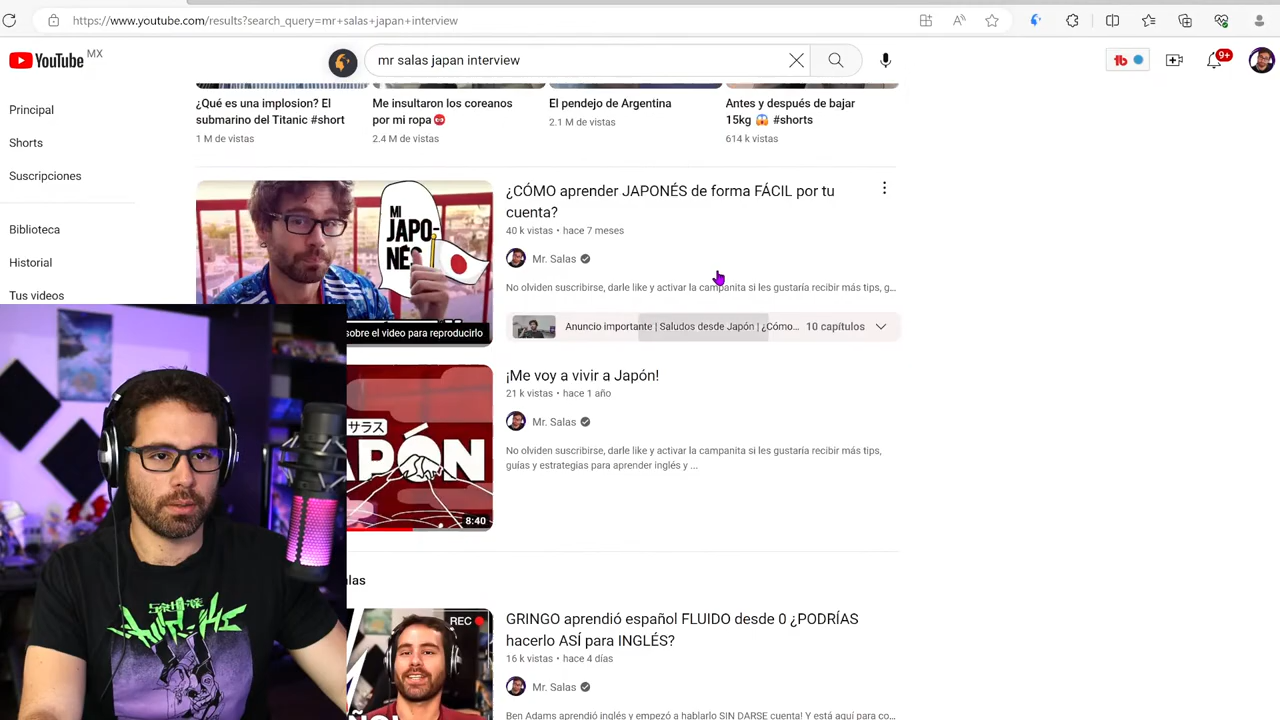 https://www.youtube.com/results?search_query=mr+salas+japan+interview
YouTube MX
mr salas japan interview
9+
Principal
Shorts
Suscripciones
Biblioteca
Historial
Tus videos
¿Qué es una implosion? El
submarino del Titanic #short
1 M de vistas
Me insultaron los coreanos
por mi ropa
2.4 M de vistas
El pendejo de Argentina
2.1 M de vistas
Antes y después de bajar
15kg 😱 #shorts
614 k vistas
MI
JAPO-
NÉS
sobre el video para reproducirlo
¿CÓMO aprender JAPONÉS de forma FÁCIL por tu
cuenta?
40 k vistas • hace 7 meses
Mr. Salas
No olviden suscribirse, darle like y activar la campanita si les gustaría recibir más tips, g...
Anuncio importante | Saludos desde Japón | ¿Cómo... 10 capítulos
サラス
APÓN
8:40
¡Me voy a vivir a Japón!
21 k vistas • hace 1 año
Mr. Salas
No olviden suscribirse, darle like y activar la campanita si les gustaría recibir más tips,
guías y estrategias para aprender inglés y ...
alas
REC
GRINGO aprendió español FLUIDO desde 0 ¿PODRÍAS
hacerlo ASÍ para INGLÉS?
16 k vistas • hace 4 días
Mr. Salas
Ben Adams aprendió inglés y empezó a hablarlo SIN DARSE cuenta! Y está aquí para co...